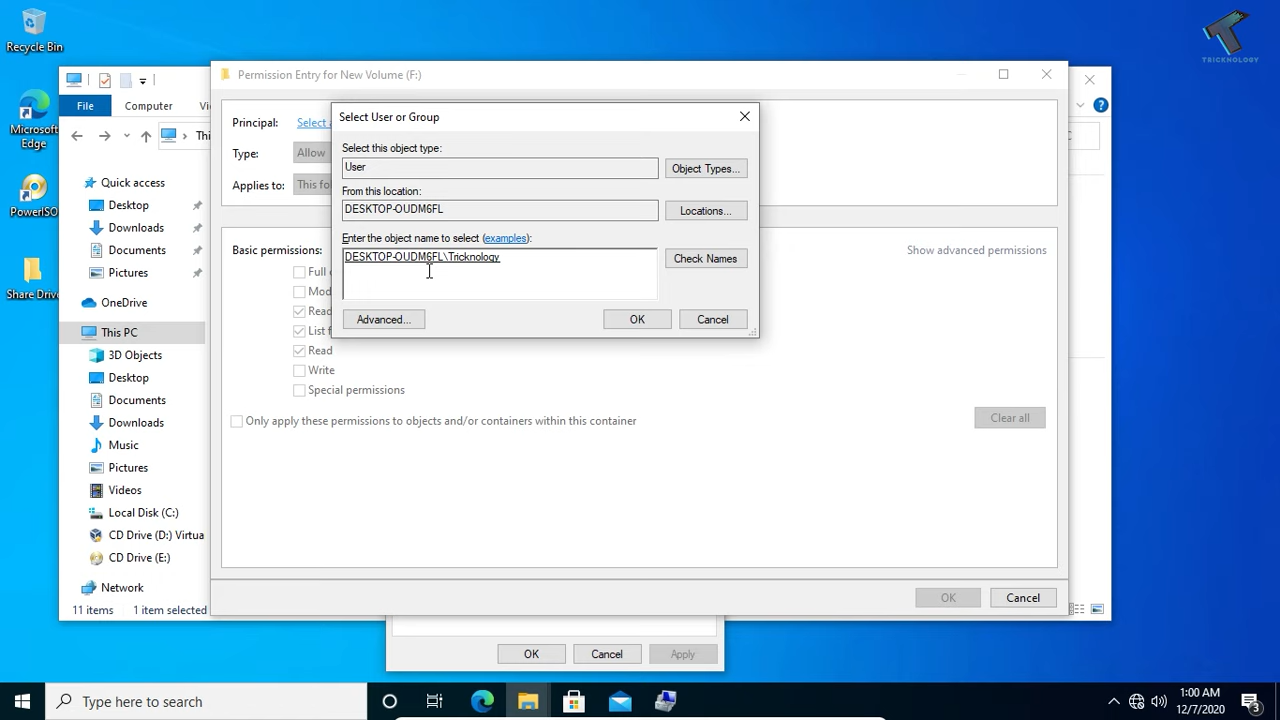 Recycle Bin
TRICKNOLOGY
Permission Entry for New Volume (F:)
File
Computer
Microsoft
Edge
PowerISO
Share Drive
This PC
Principal:
Select
Type:
Allow
Applies to:
This
Select User or Group
Select this object type:
User
Object Types...
From this location:
DESKTOP-OUDM6FL
Locations...
Enter the object name to select (examples):
DESKTOP-OUDM6FL\Tricknology
Check Names
Advanced...
OK
Cancel
Basic permissions:
Show advanced permissions
Full
Read
List
Read
Write
Special permissions
Only apply these permissions to objects and/or containers within this container
Clear all
OK
Cancel
Quick access
Desktop
Downloads
Documents
Pictures
OneDrive
3D Objects
Desktop
Documents
Downloads
Music
Pictures
Videos
Local Disk (C:)
CD Drive (D:) Virtua
CD Drive (E:)
Network
11 items
1 item selected
OK
Cancel
Apply
Type here to search
1:00 AM
12/7/2020
3